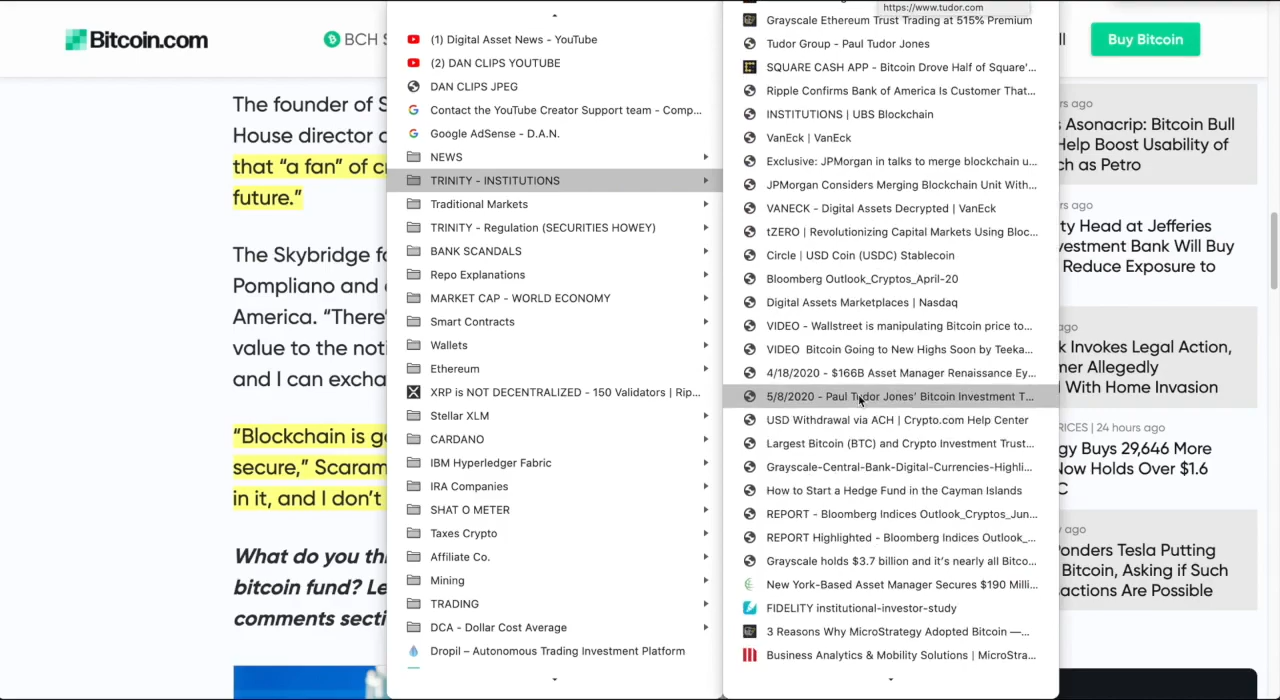 https://www.tudor.com
Bitcoin.com
BCH
Buy Bitcoin
The founder of S
House director
that “a fan” of c
future.”
The Skybridge fo
Pompliano and
America. “There’
value to the noti
and I can excha
“Blockchain is g
secure,” Scaram
in it, and I don’t
What do you th
bitcoin fund? Le
comments secti
(1) Digital Asset News - YouTube
(2) DAN CLIPS YOUTUBE
DAN CLIPS JPEG
Contact the YouTube Creator Support team - Comp...
Google AdSense - D.A.N.
NEWS
TRINITY - INSTITUTIONS
Traditional Markets
TRINITY - Regulation (SECURITIES HOWEY)
BANK SCANDALS
Repo Explanations
MARKET CAP - WORLD ECONOMY
Smart Contracts
Wallets
Ethereum
XRP is NOT DECENTRALIZED - 150 Validators | Rip...
Stellar XLM
CARDANO
IBM Hyperledger Fabric
IRA Companies
SHAT O METER
Taxes Crypto
Affiliate Co.
Mining
TRADING
DCA - Dollar Cost Average
Dropil – Autonomous Trading Investment Platform
Grayscale Ethereum Trust Trading at 515% Premium
Tudor Group - Paul Tudor Jones
SQUARE CASH APP - Bitcoin Drove Half of Square'...
Ripple Confirms Bank of America Is Customer That...
INSTITUTIONS | UBS Blockchain
VanEck | VanEck
Exclusive: JPMorgan in talks to merge blockchain u...
JPMorgan Considers Merging Blockchain Unit With...
VANECK - Digital Assets Decrypted | VanEck
tZERO | Revolutionizing Capital Markets Using Bloc...
Circle | USD Coin (USDC) Stablecoin
Bloomberg Outlook_Cryptos_April-20
Digital Assets Marketplaces | Nasdaq
VIDEO - Wallstreet is manipulating Bitcoin price to...
VIDEO Bitcoin Going to New Highs Soon by Teeka...
4/18/2020 - $166B Asset Manager Renaissance Ey...
5/8/2020 - Paul Tudor Jones’ Bitcoin Investment T...
USD Withdrawal via ACH | Crypto.com Help Center
Largest Bitcoin (BTC) and Crypto Investment Trust...
Grayscale-Central-Bank-Digital-Currencies-Highli...
How to Start a Hedge Fund in the Cayman Islands
REPORT - Bloomberg Indices Outlook_Cryptos_Jun...
REPORT Highlighted - Bloomberg Indices Outlook_...
Grayscale holds $3.7 billion and it’s nearly all Bitco...
New York-Based Asset Manager Secures $190 Milli...
FIDELITY institutional-investor-study
3 Reasons Why MicroStrategy Adopted Bitcoin —...
Business Analytics & Mobility Solutions | MicroStra...
rs ago
Asonacrip: Bitcoin Bull
Help Boost Usability of
ch as Petro
rs ago
ty Head at Jefferies
vestment Bank Will Buy
Reduce Exposure to
ago
k Invokes Legal Action,
mer Allegedly
With Home Invasion
RICES | 24 hours ago
gy Buys 29,646 More
Now Holds Over $1.6
C
ago
onders Tesla Putting
Bitcoin, Asking if Such
actions Are Possible